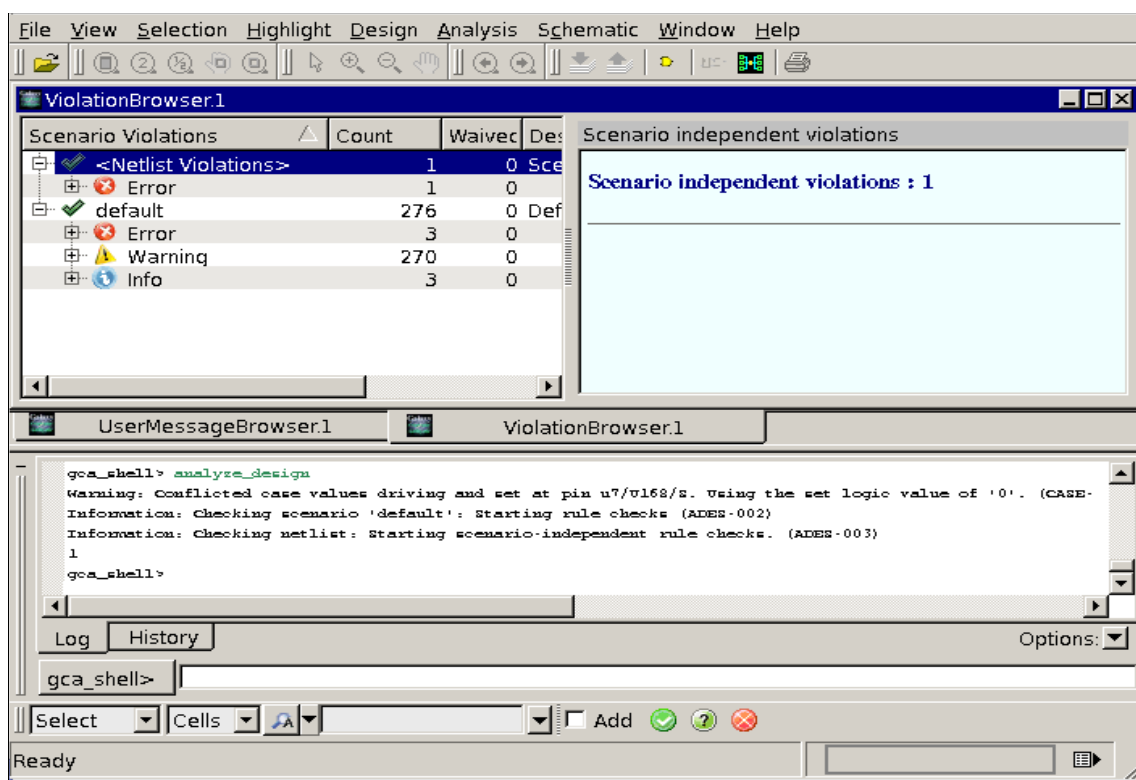 File View Selection Highlight Design Analysis Schematic Window Help
ViolationBrowser.1
Scenario Violations Count Waived Des
<Netlist Violations> 1 0 Sce
Error 1 0
default 276 0 Def
Error 3 0
Warning 270 0
Info 3 0
Scenario independent violations
Scenario independent violations : 1
UserMessageBrowser.1 ViolationBrowser.1
gca_shell> analyze_design
Warning: Conflicted case values driving and set at pin u7/U168/S. Using the set logic value of '0'. (CASE-
Information: Checking scenario 'default': Starting rule checks (ADES-002)
Information: Checking netlist: Starting scenario-independent rule checks. (ADES-003)
1
gca_shell>
Log History Options:
gca_shell>
Select Cells Add
Ready